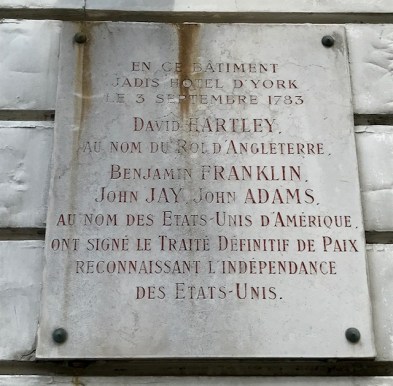 EN CE BÂTIMENT
JADIS HOTEL D'YORK
LE 3 SEPTEMBRE 1783
DAVID HARTLEY,
AU NOM DU ROI D'ANGLETERRE,
BENJAMIN FRANKLIN,
JOHN JAY, JOHN ADAMS,
AU NOM DES ETATS-UNIS D'AMÉRIQUE,
ONT SIGNÉ LE TRAITÉ DÉFINITIF DE PAIX
RECONNAISSANT L'INDÉPENDANCE
DES ETATS-UNIS.